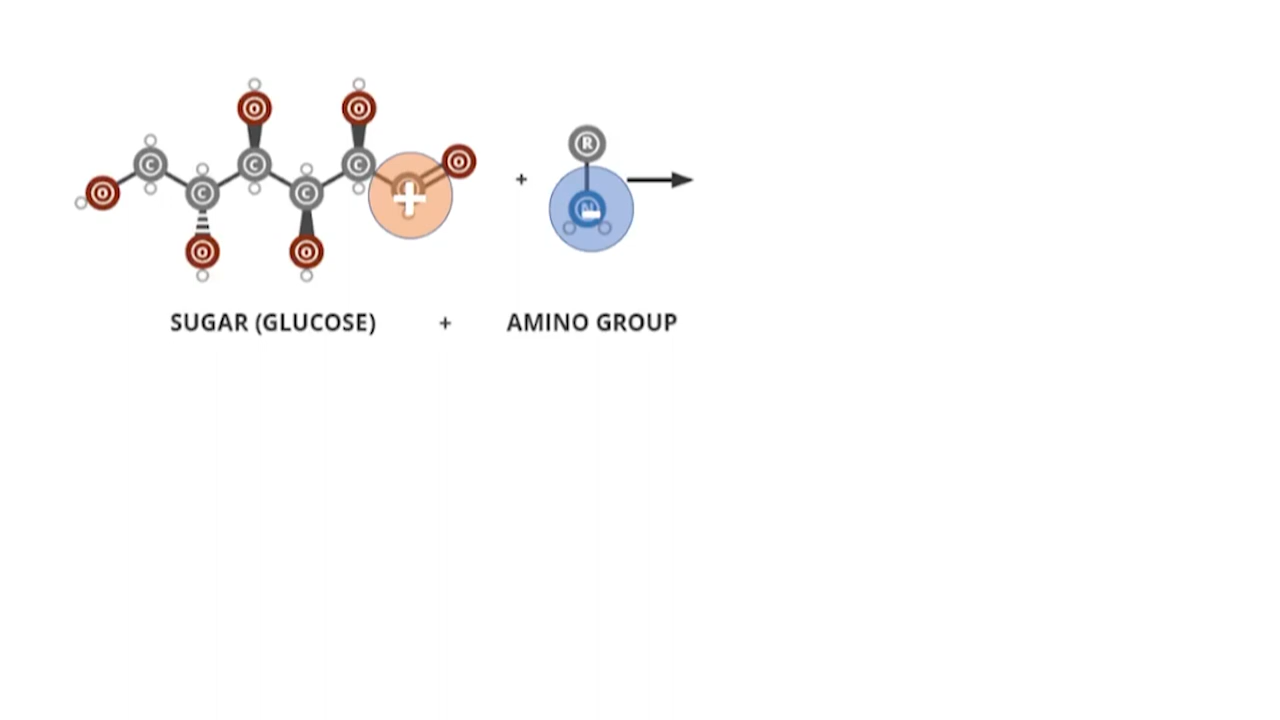 O C C C C C O O O O O + R N
SUGAR (GLUCOSE) + AMINO GROUP